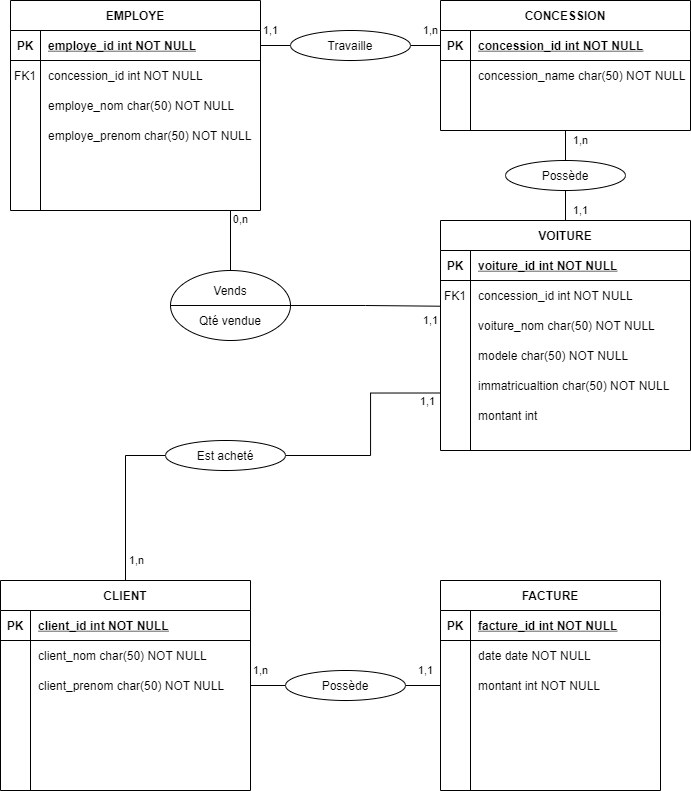 EMPLOYE
PK employe_id int NOT NULL
FK1 concession_id int NOT NULL
employe_nom char(50) NOT NULL
employe_prenom char(50) NOT NULL
1,1
Travaille
1,n
CONCESSION
PK concession_id int NOT NULL
concession_name char(50) NOT NULL
1,n
Possède
1,1
0,n
Vends
Qté vendue
1,1
VOITURE
PK voiture_id int NOT NULL
FK1 concession_id int NOT NULL
voiture_nom char(50) NOT NULL
modele char(50) NOT NULL
immatricualtion char(50) NOT NULL
montant int
1,1
Est acheté
1,n
CLIENT
PK client_id int NOT NULL
client_nom char(50) NOT NULL
client_prenom char(50) NOT NULL
1,n
Possède
1,1
FACTURE
PK facture_id int NOT NULL
date date NOT NULL
montant int NOT NULL